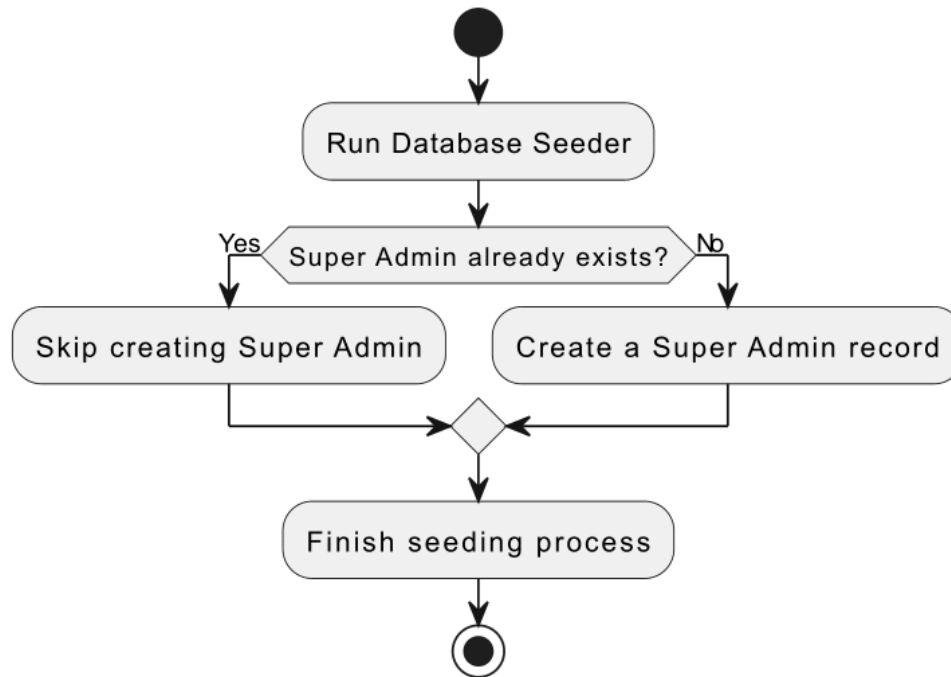 Run Database Seeder
Yes
Super Admin already exists?
No
Skip creating Super Admin
Create a Super Admin record
Finish seeding process